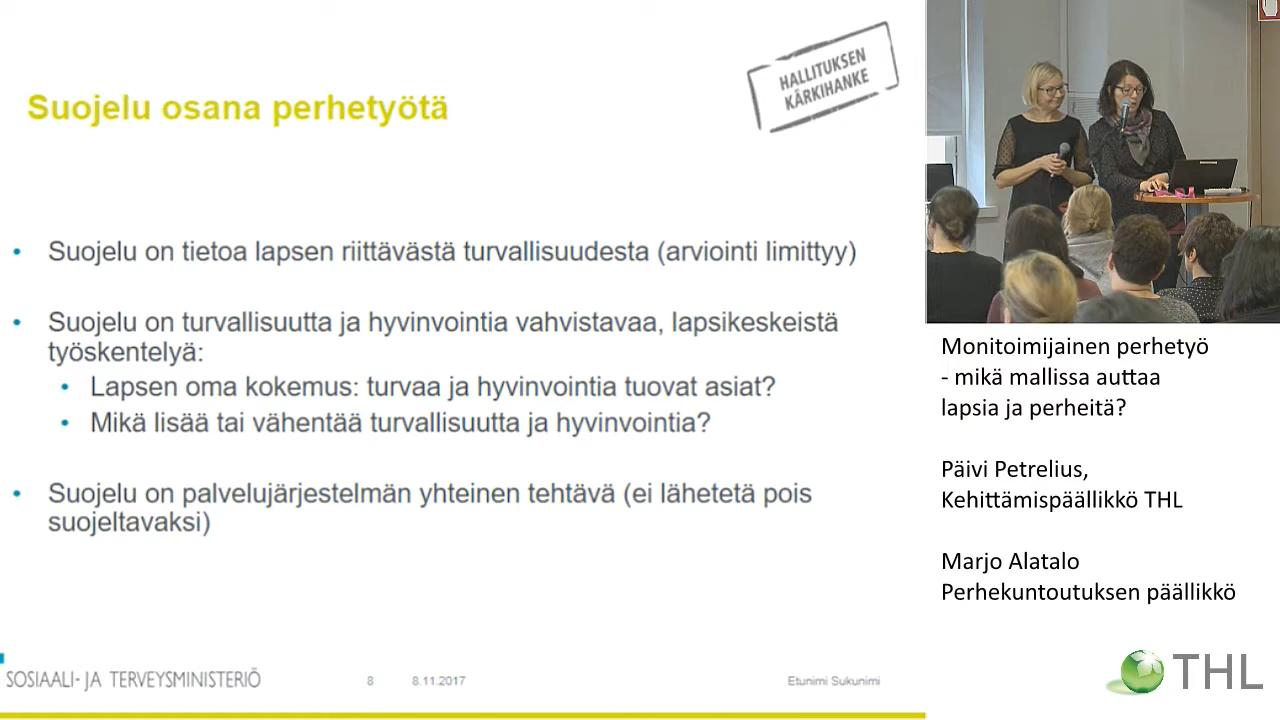 HALLITUKSEN
KÄRKIHANKE
Suojelu osana perhetyötä
• Suojelu on tietoa lapsen riittävästä turvallisuudesta (arviointi limittyy)
• Suojelu on turvallisuutta ja hyvinvointia vahvistavaa, lapsikeskeistä
työskentelyä:
• Lapsen oma kokemus: turvaa ja hyvinvointia tuovat asiat?
• Mikä lisää tai vähentää turvallisuutta ja hyvinvointia?
• Suojelu on palvelujärjestelmän yhteinen tehtävä (ei lähetetä pois
suojeltavaksi)
SOSIAALI- JA TERVEYSMINISTERIÖ
8
8.11.2017
Etunimi Sukunimi
Monitoimijainen perhetyö
- mikä mallissa auttaa
lapsia ja perheitä?
Päivi Petrelius,
Kehittämispäällikkö THL
Marjo Alatalo
Perhekuntoutuksen päällikkö
THL